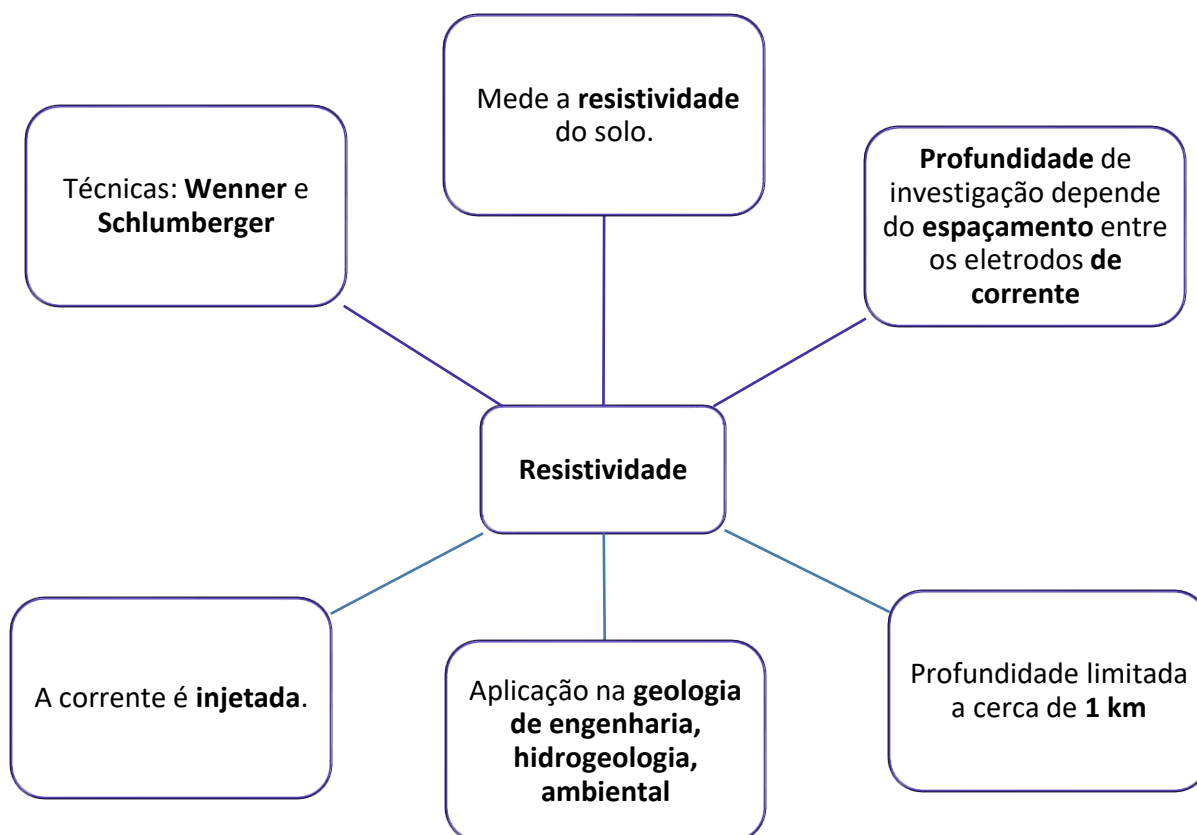 Mede a resistividade
do solo.
Técnicas: Wenner e
Schlumberger
Profundidade de
investigação depende
do espaçamento entre
os eletrodos de
corrente
Resistividade
A corrente é injetada.
Aplicação na geologia
de engenharia,
hidrogeologia,
ambiental
Profundidade limitada
a cerca de 1 km